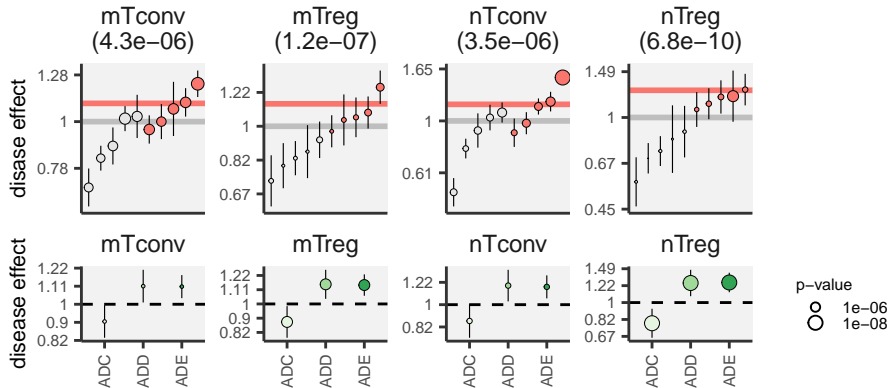 mTconv
(4.3e−06)
mTreg
(1.2e−07)
nTconv
(3.5e−06)
nTreg
(6.8e−10)
disase effect
1.28
1
0.78
1.22
1
0.82
0.67
1.65
1
0.61
1.49
1
0.67
0.45
mTconv
mTreg
nTconv
nTreg
disease effect
1.22
1.11
1
0.9
0.82
1.22
1.11
1
0.9
0.82
1.22
1
0.82
1.49
1.22
1
0.82
0.67
ADC
ADD
ADE
ADC
ADD
ADE
ADC
ADD
ADE
ADC
ADD
ADE
p−value
1e−06
1e−08